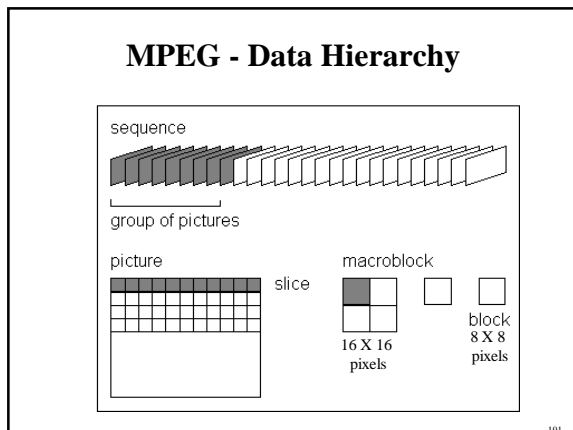 MPEG - Data Hierarchy
sequence
group of pictures
picture
slice
macroblock
16 X 16
pixels
block
8 X 8
pixels